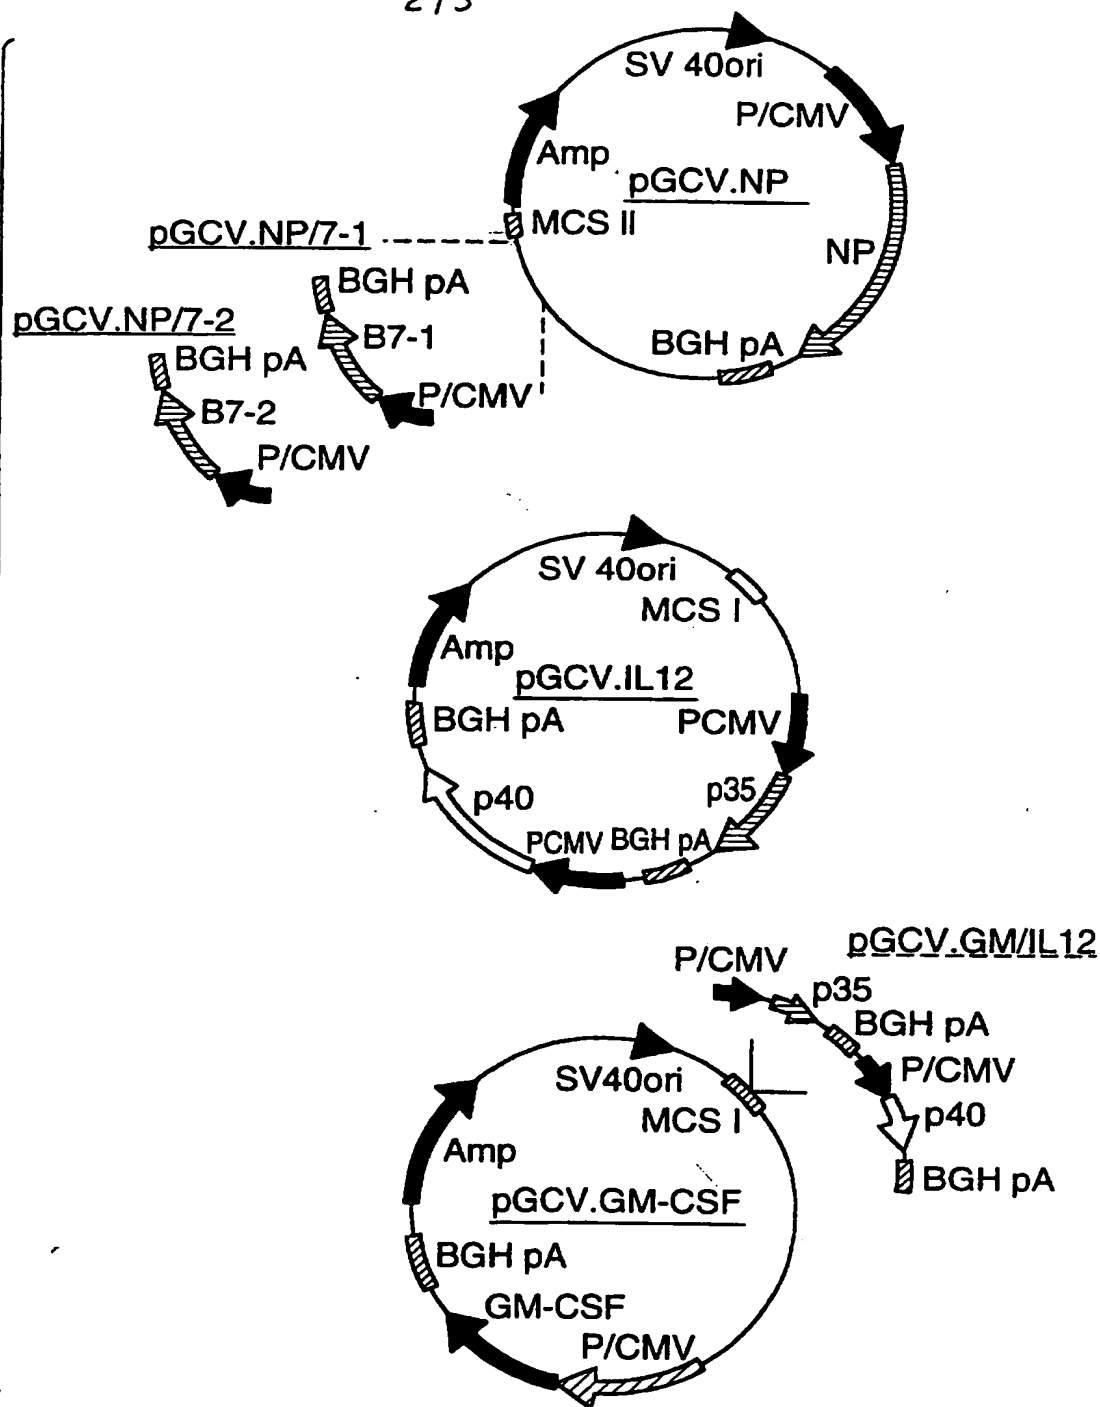 2/3
SV 40ori
P/CMV
Amp
pGCV.NP
MCS II
NP
BGH pA
pGCV.NP/7-1
BGH pA
B7-1
P/CMV
pGCV.NP/7-2
BGH pA
B7-2
P/CMV
SV 40ori
MCS I
Amp
pGCV.IL12
BGH pA
PCMV
p40
p35
PCMV BGH pA
pGCV.GM/IL12
P/CMV
p35
BGH pA
P/CMV
p40
BGH pA
SV40ori
MCS I
Amp
pGCV.GM-CSF
BGH pA
GM-CSF
P/CMV